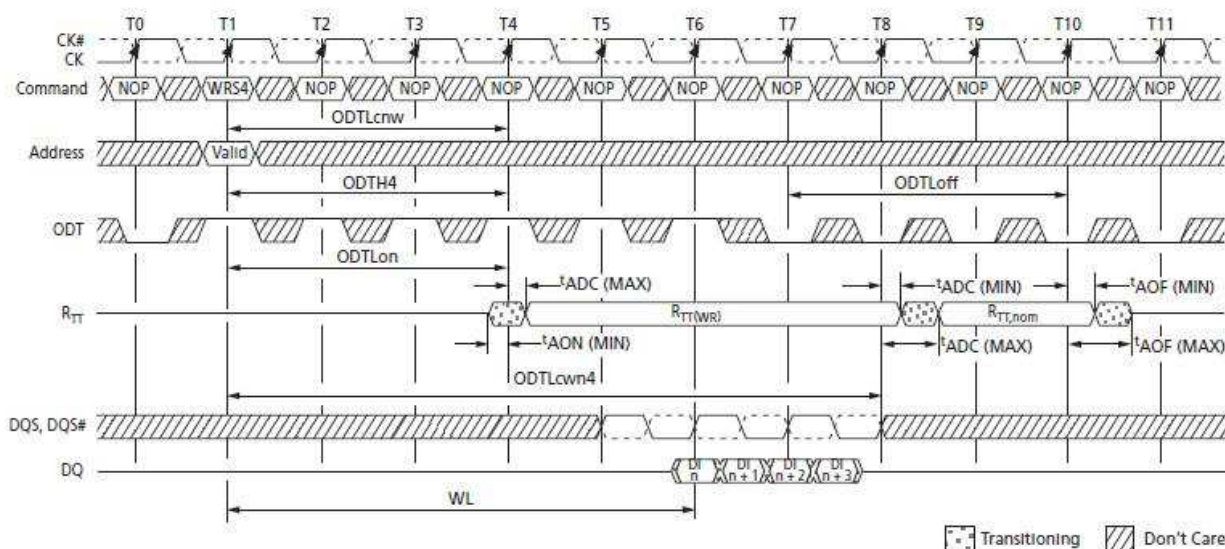 T0 T1 T2 T3 T4 T5 T6 T7 T8 T9 T10 T11
CK#
CK
Command NOP WRS4 NOP NOP NOP NOP NOP NOP NOP NOP NOP NOP
ODTLcnw
Address Valid
ODTH4 ODTLoff
ODT
ODTLon
tADC (MAX) tADC (MIN) tAOF (MIN)
RTT RTT(WR) RTT,nom
tAON (MIN) tADC (MAX) tAOF (MAX)
ODTLcwn4
DQS, DQS#
DQ DI n DI n + 1 DI n + 2 DI n + 3
WL
Transitioning Don't Care